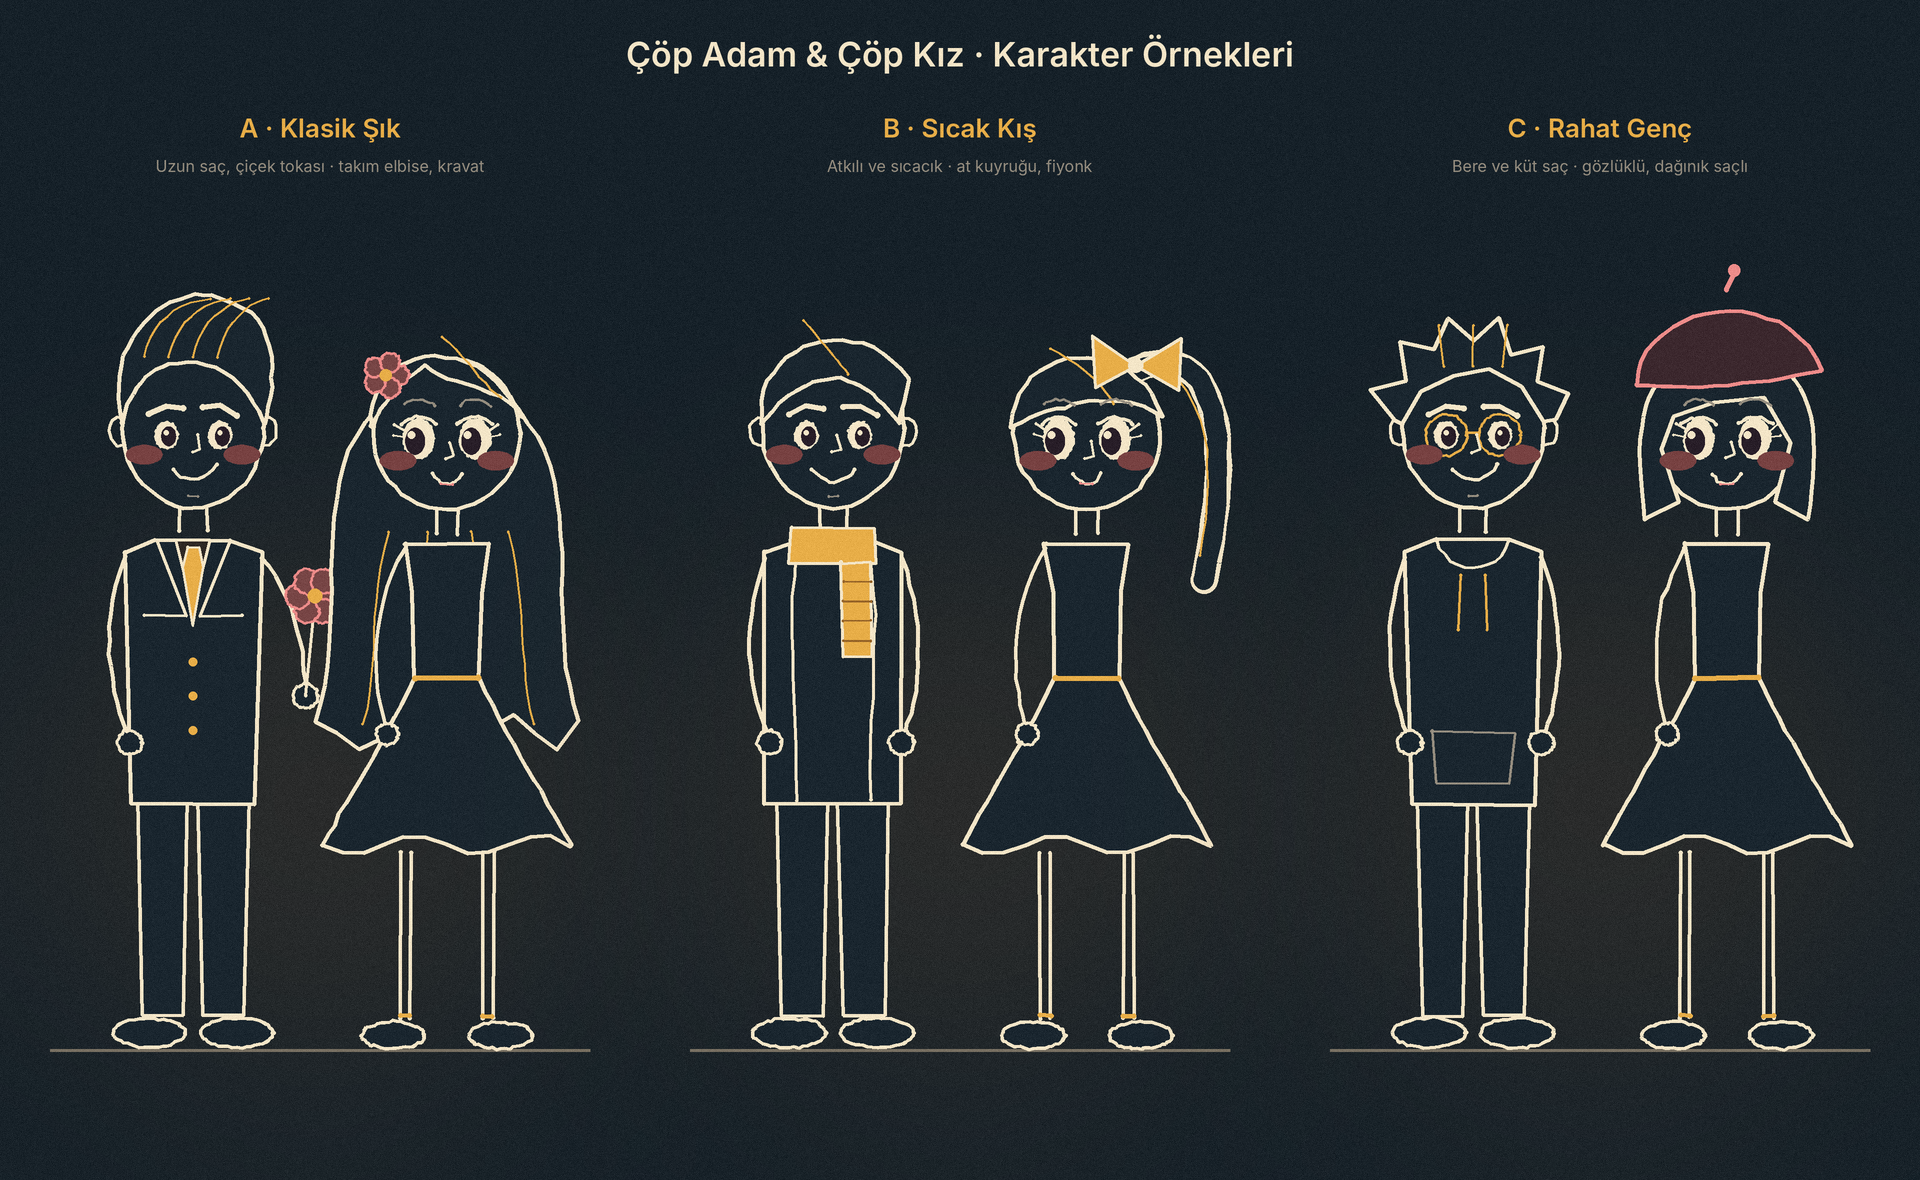 Çöp Adam & Çöp Kız · Karakter Örnekleri
A · Klasik Şık
Uzun saç, çiçek tokası · takım elbise, kravat
B · Sıcak Kış
Atkılı ve sıcacık · at kuyruğu, fiyonk
C · Rahat Genç
Bere ve küt saç · gözlüklü, dağınık saçlı